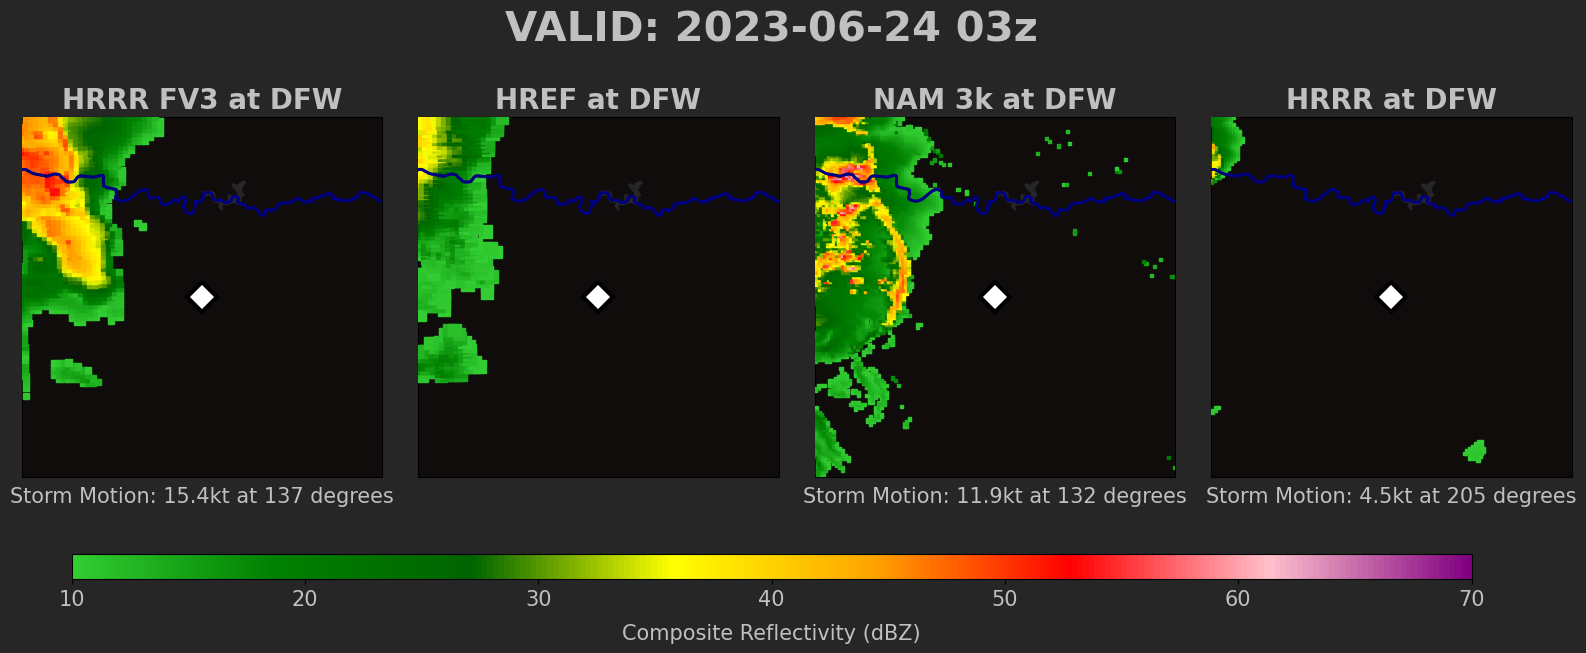 VALID: 2023-06-24 03z
HRRR FV3 at DFW
HREF at DFW
NAM 3k at DFW
HRRR at DFW
Storm Motion: 15.4kt at 137 degrees
Storm Motion: 11.9kt at 132 degrees
Storm Motion: 4.5kt at 205 degrees
10 20 30 40 50 60 70
Composite Reflectivity (dBZ)